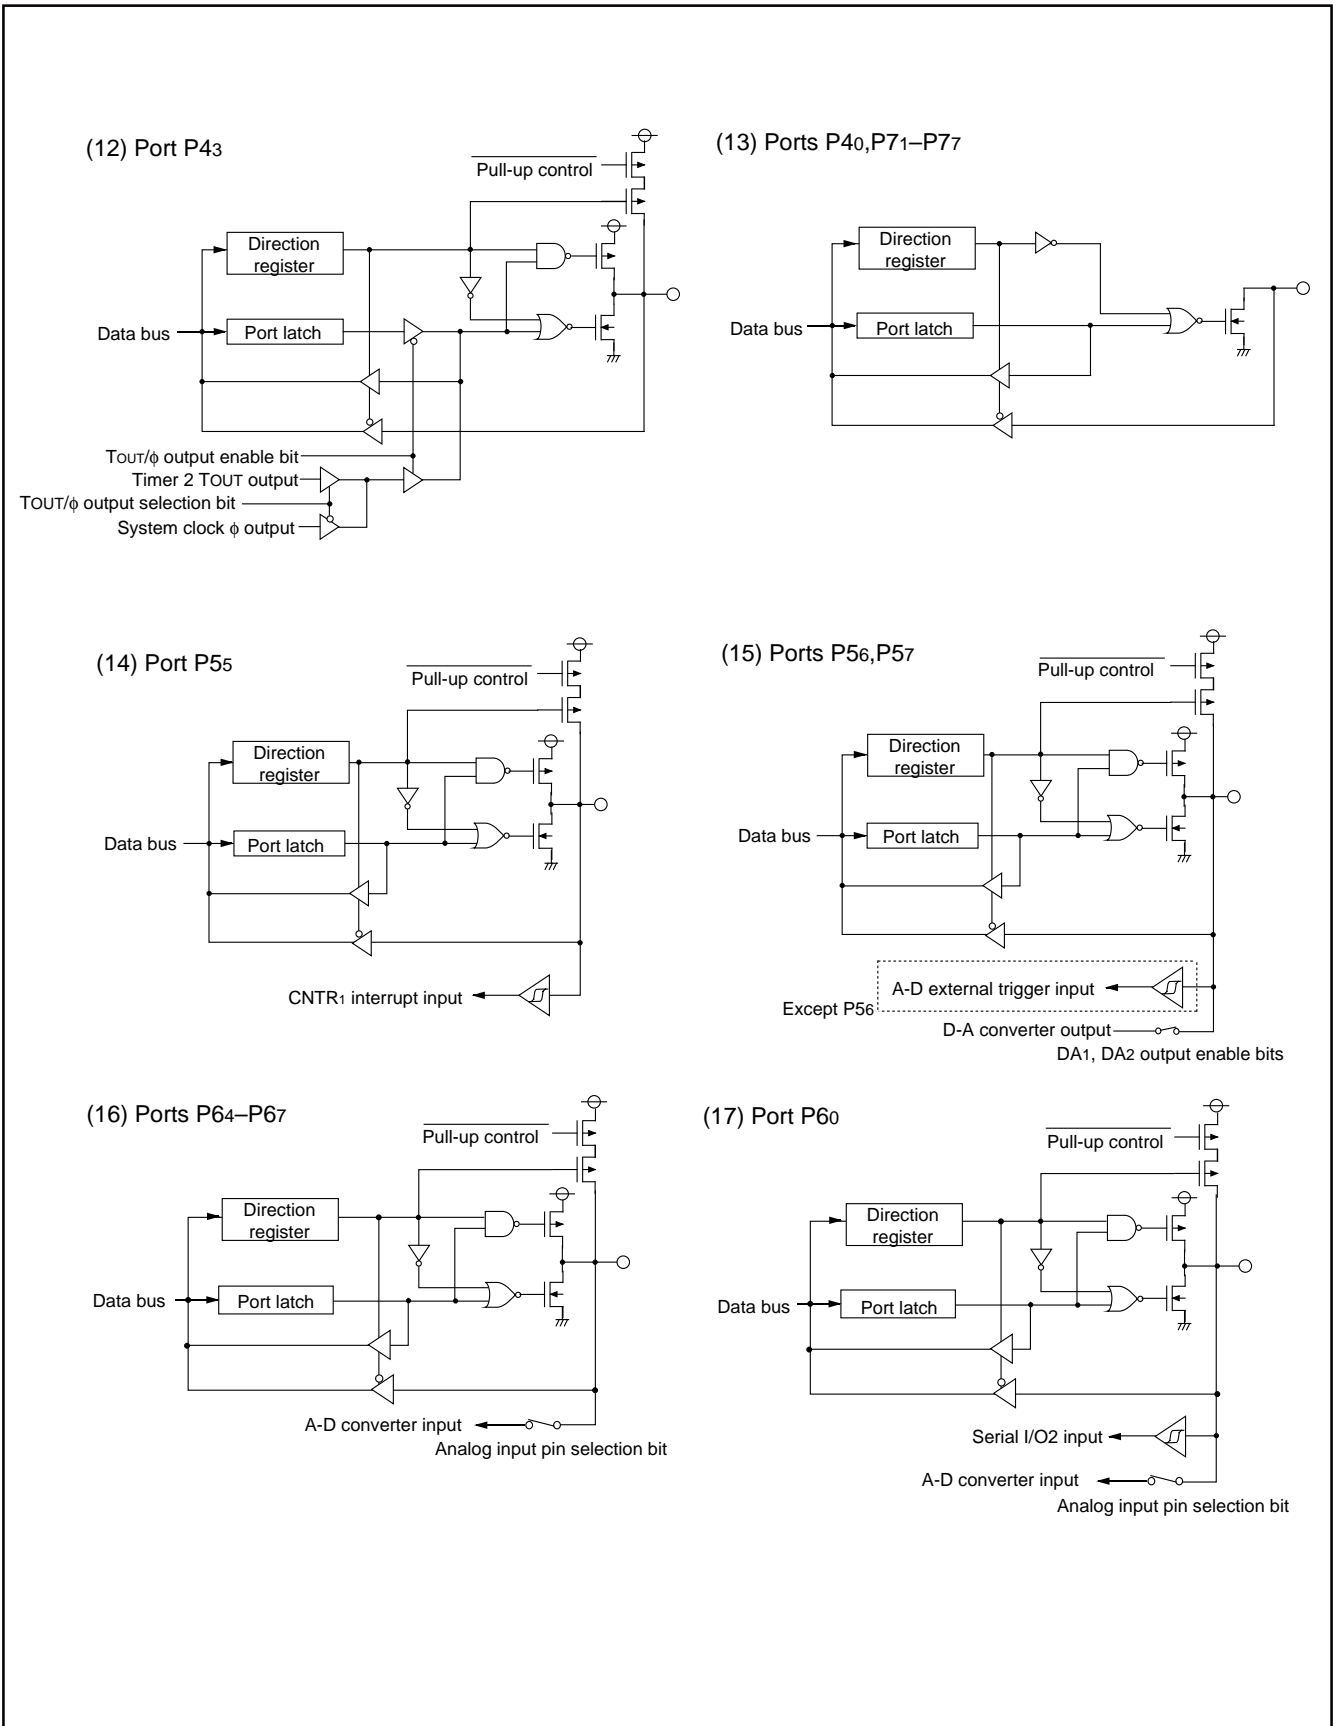 (12) Port P43
Pull-up control
Direction
register
Data bus
Port latch
TOUT/ϕ output enable bit
Timer 2 TOUT output
TOUT/ϕ output selection bit
System clock ϕ output
(13) Ports P40,P71–P77
Direction
register
Data bus
Port latch
(14) Port P55
Pull-up control
Direction
register
Data bus
Port latch
CNTR1 interrupt input
(15) Ports P56,P57
Pull-up control
Direction
register
Data bus
Port latch
A-D external trigger input
Except P56
D-A converter output
DA1, DA2 output enable bits
(16) Ports P64–P67
Pull-up control
Direction
register
Data bus
Port latch
A-D converter input
Analog input pin selection bit
(17) Port P60
Pull-up control
Direction
register
Data bus
Port latch
Serial I/O2 input
A-D converter input
Analog input pin selection bit